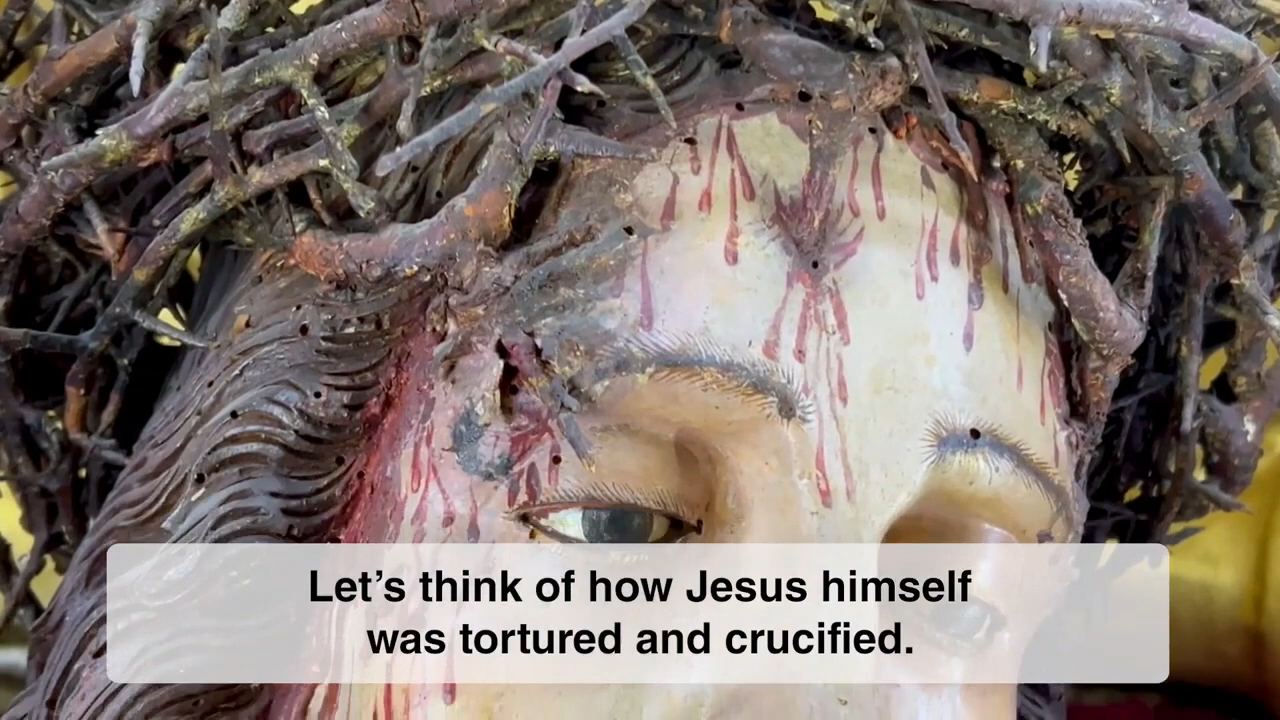 Let’s think of how Jesus himself
was tortured and crucified.